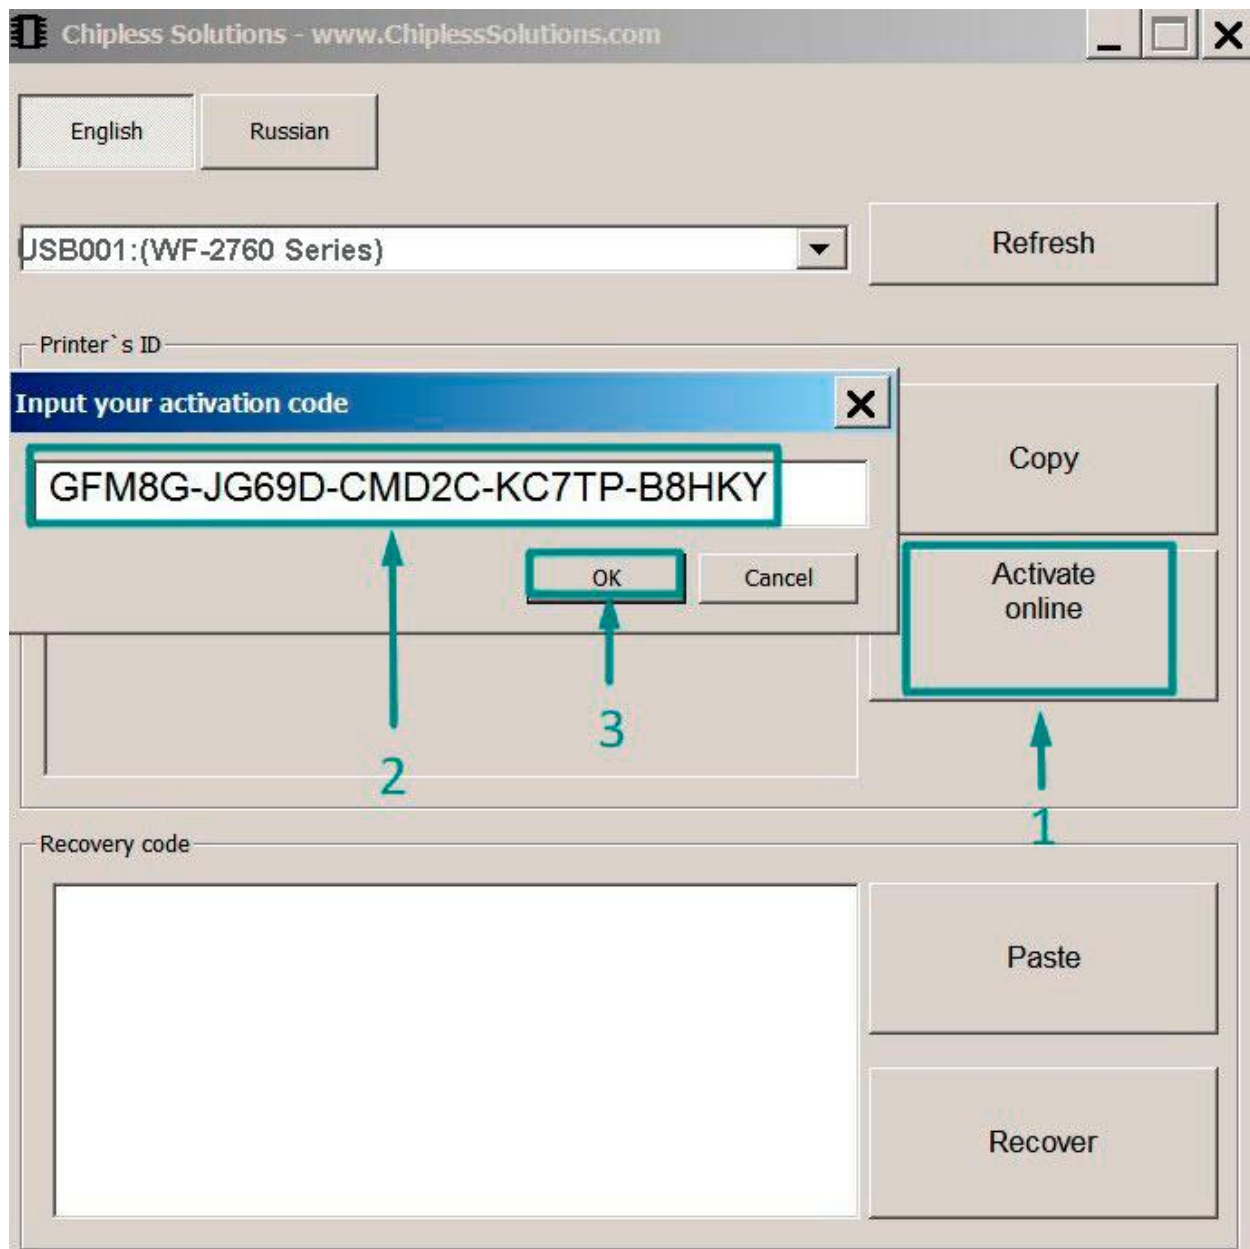 Chipless Solutions - www.ChiplessSolutions.com
English
Russian
USB001:(WF-2760 Series)
Refresh
Printer`s ID
Input your activation code
GFM8G-JG69D-CMD2C-KC7TP-B8HKY
Copy
OK
Cancel
Activate
online
3
2
1
Recovery code
Paste
Recover